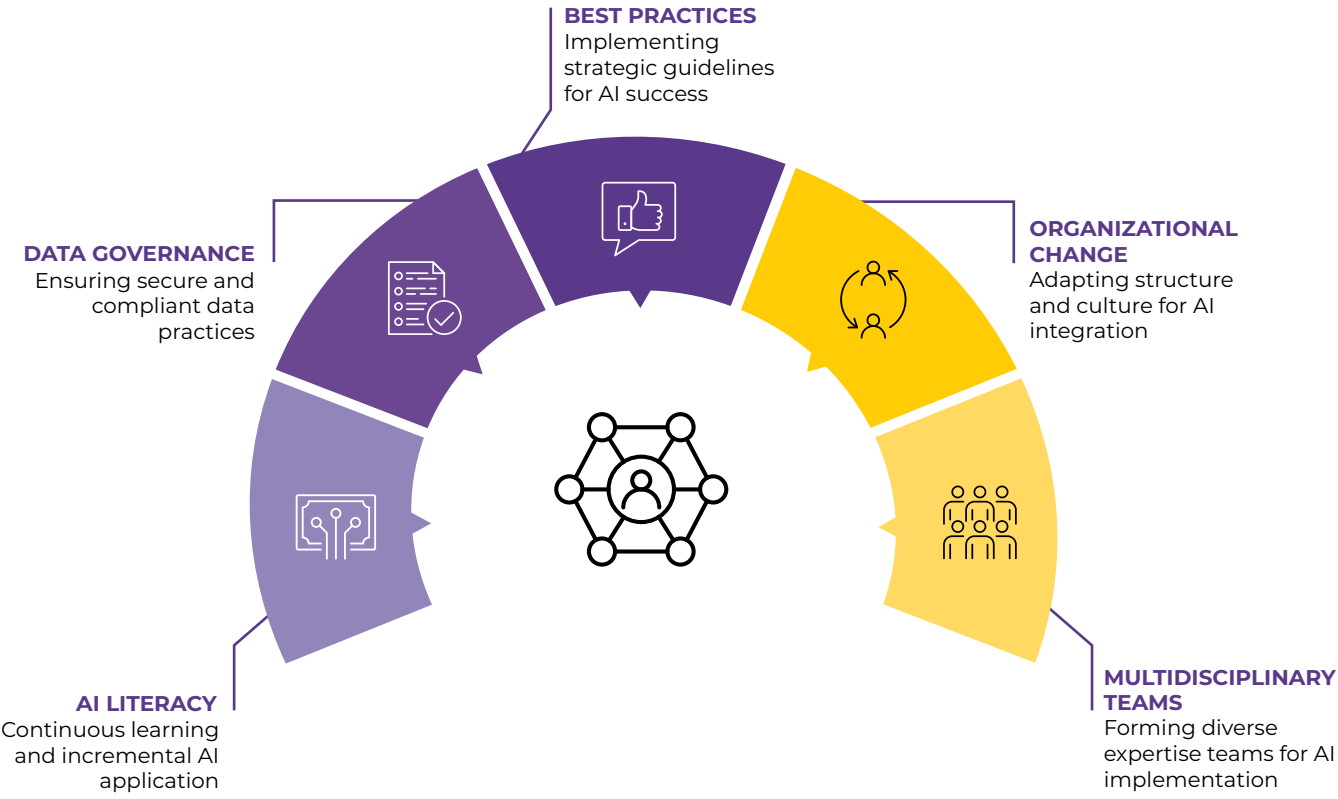 BEST PRACTICES
Implementing
strategic guidelines
for AI success
DATA GOVERNANCE
Ensuring secure and
compliant data
practices
ORGANIZATIONAL
CHANGE
Adapting structure
and culture for AI
integration
AI LITERACY
Continuous learning
and incremental AI
application
MULTIDISCIPLINARY
TEAMS
Forming diverse
expertise teams for AI
implementation